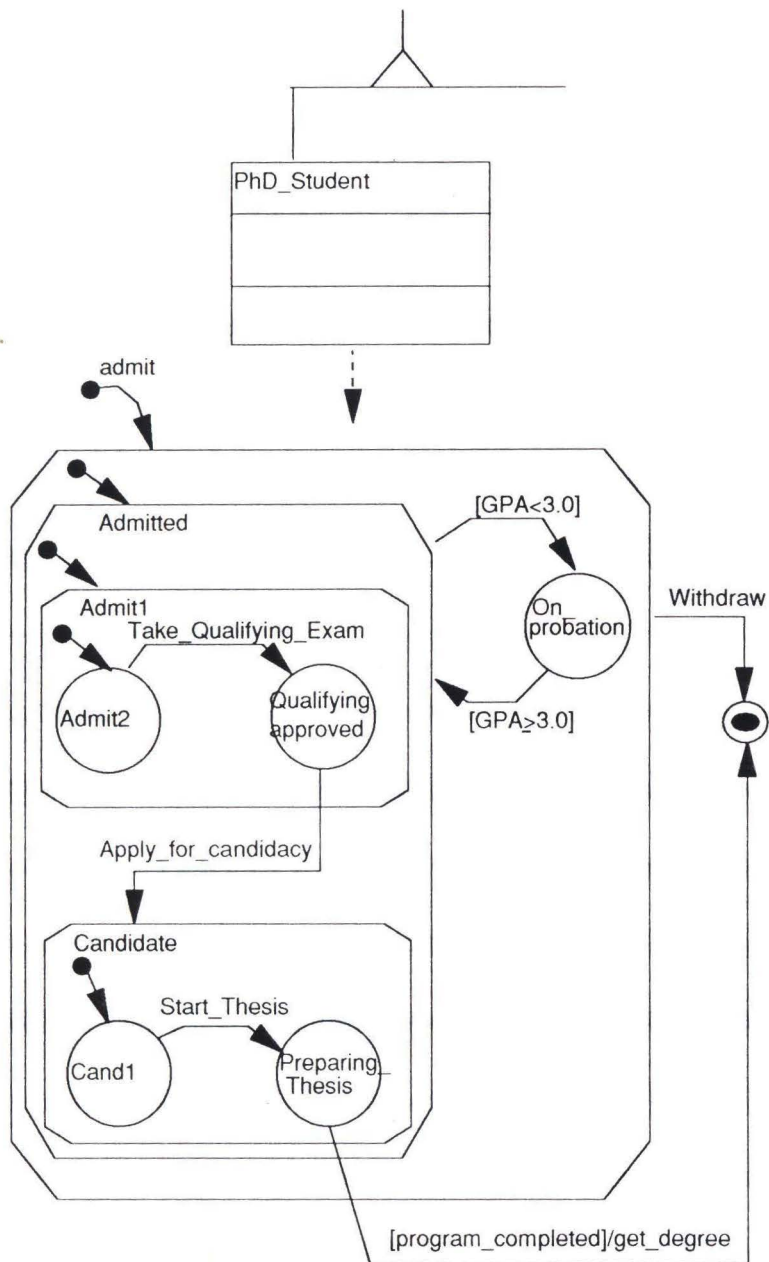 PhD_Student
admit
Admitted
[GPA<3.0]
Admit1
Take_Qualifying_Exam
On_
probation
Withdraw
Admit2
Qualifying
approved
[GPA≥3.0]
Apply_for_candidacy
Candidate
Start_Thesis
Cand1
Preparing_
Thesis
[program_completed]/get_degree